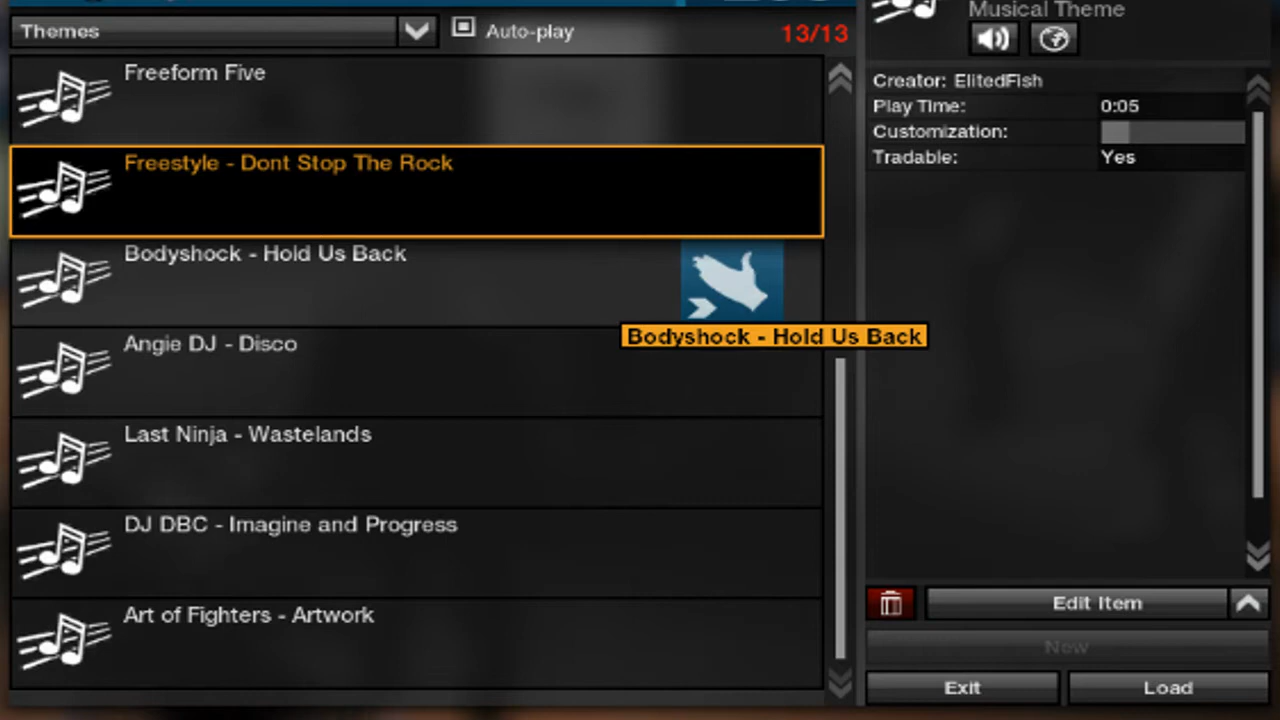 Themes
Auto-play
13/13
Freeform Five
Freestyle - Dont Stop The Rock
Bodyshock - Hold Us Back
Bodyshock - Hold Us Back
Angie DJ - Disco
Last Ninja - Wastelands
DJ DBC - Imagine and Progress
Art of Fighters - Artwork
Musical Theme
Creator: ElitedFish
Play Time: 0:05
Customization:
Tradable: Yes
Edit Item
New
Exit
Load